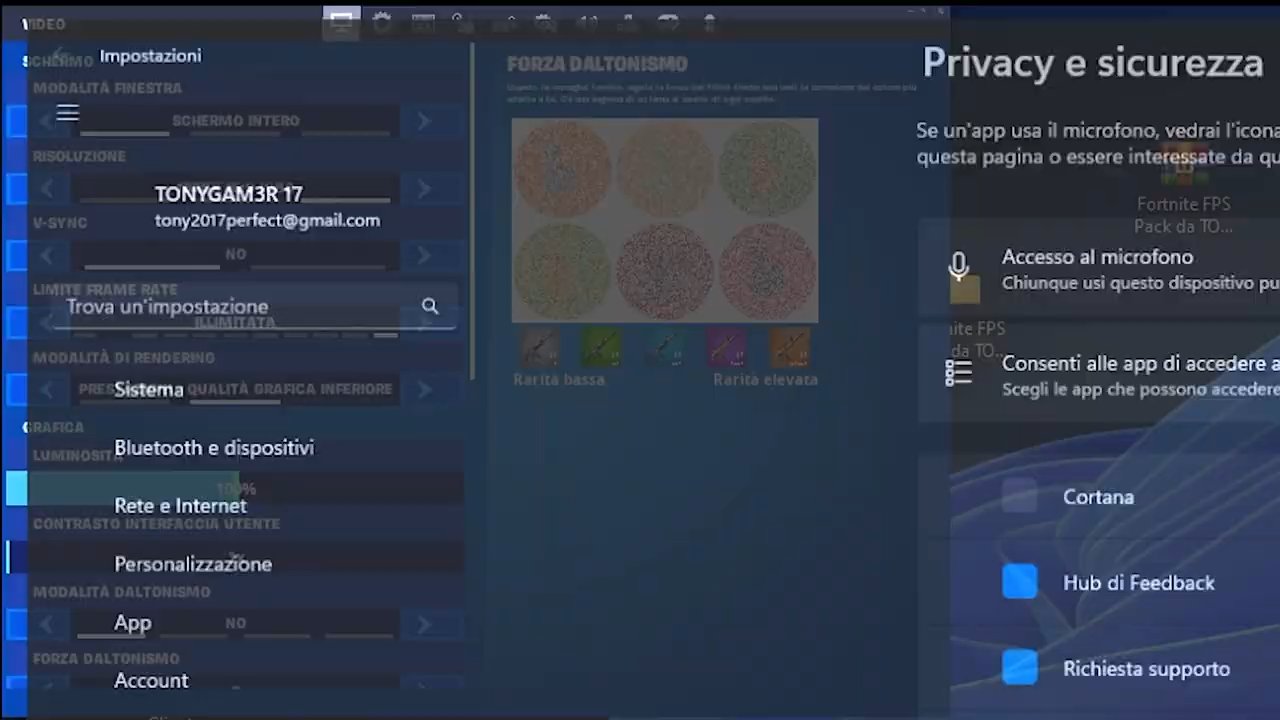 VIDEO
SCHERMO
MODALITÀ FINESTRA
SCHERMO INTERO
RISOLUZIONE
V-SYNC
NO
LIMITE FRAME RATE
ILLIMITATA
MODALITÀ DI RENDERING
QUALITÀ GRAFICA INFERIORE
GRAFICA
LUMINOSITÀ
100%
CONTRASTO INTERFACCIA UTENTE
MODALITÀ DALTONISMO
NO
FORZA DALTONISMO
Impostazioni
TONYGAM3R 17
tony2017perfect@gmail.com
Trova un'impostazione
Sistema
Bluetooth e dispositivi
Rete e Internet
Personalizzazione
App
Account
FORZA DALTONISMO
Rarità bassa
Rarità elevata
Privacy e sicurezza
Se un'app usa il microfono, vedrai l'icona
questa pagina o essere interessate da qu
Fortnite FPS
Pack da TO...
Accesso al microfono
Chiunque usi questo dispositivo pu
nite FPS
da TO...
Consenti alle app di accedere a
Scegli le app che possono accedere
Cortana
Hub di Feedback
Richiesta supporto